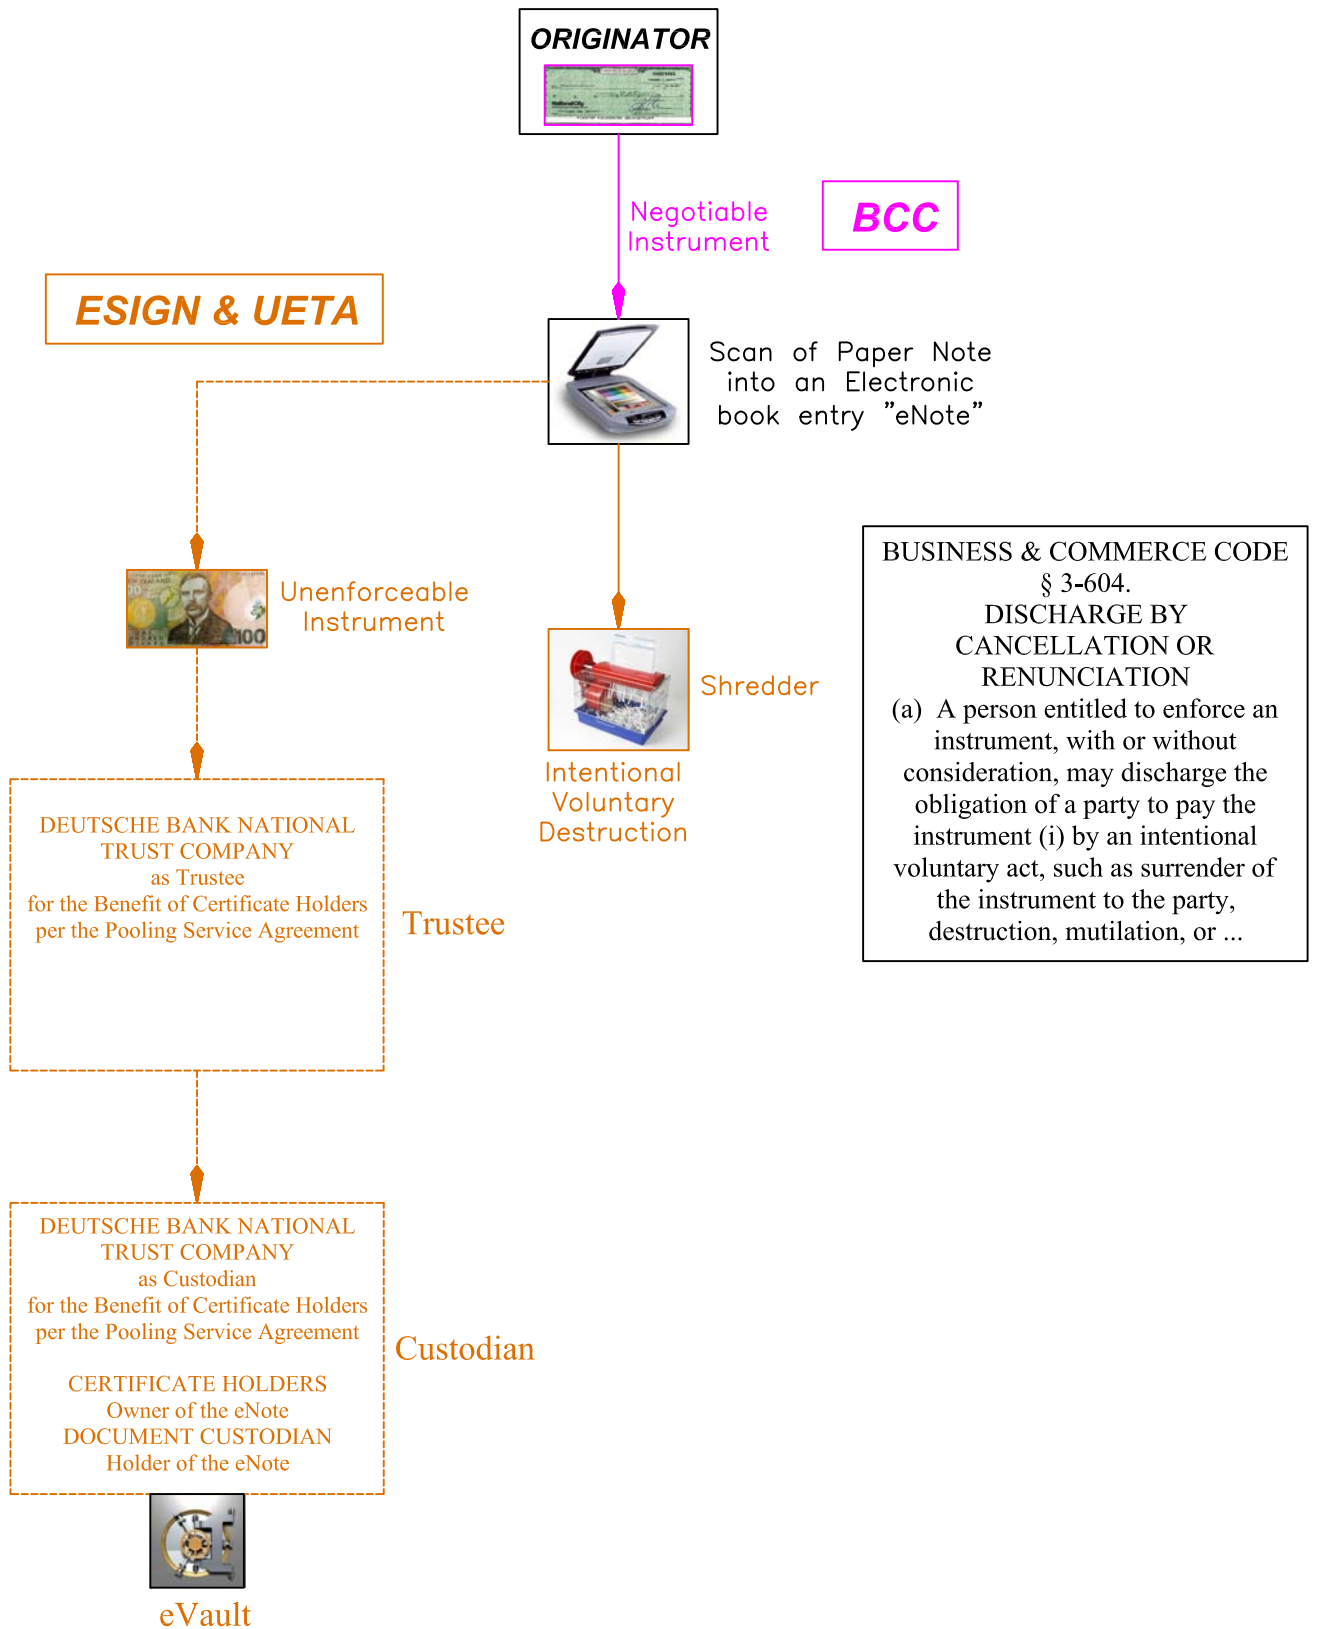 ORIGINATOR
NationalCity
Negotiable
Instrument
BCC
ESIGN & UETA
Scan of Paper Note
into an Electronic
book entry "eNote"
Unenforceable
Instrument
100
Shredder
Intentional
Voluntary
Destruction
BUSINESS & COMMERCE CODE
§ 3-604.
DISCHARGE BY
CANCELLATION OR
RENUNCIATION
(a) A person entitled to enforce an
instrument, with or without
consideration, may discharge the
obligation of a party to pay the
instrument (i) by an intentional
voluntary act, such as surrender of
the instrument to the party,
destruction, mutilation, or ...
DEUTSCHE BANK NATIONAL
TRUST COMPANY
as Trustee
for the Benefit of Certificate Holders
per the Pooling Service Agreement
Trustee
DEUTSCHE BANK NATIONAL
TRUST COMPANY
as Custodian
for the Benefit of Certificate Holders
per the Pooling Service Agreement
CERTIFICATE HOLDERS
Owner of the eNote
DOCUMENT CUSTODIAN
Holder of the eNote
Custodian
eVault